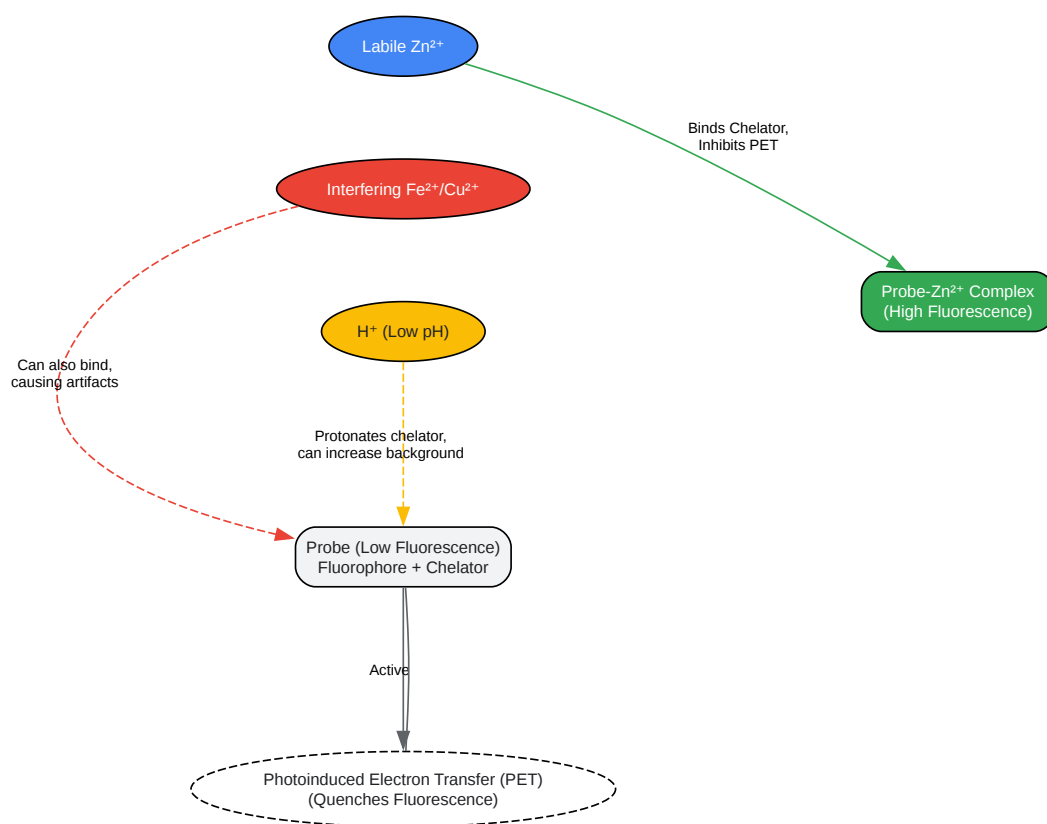 Labile Zn²⁺
Binds Chelator,
Inhibits PET
Interfering Fe²⁺/Cu²⁺
Probe-Zn²⁺ Complex
(High Fluorescence)
H⁺ (Low pH)
Can also bind,
causing artifacts
Protonates chelator,
can increase background
Probe (Low Fluorescence)
Fluorophore + Chelator
Active
Photoinduced Electron Transfer (PET)
(Quenches Fluorescence)